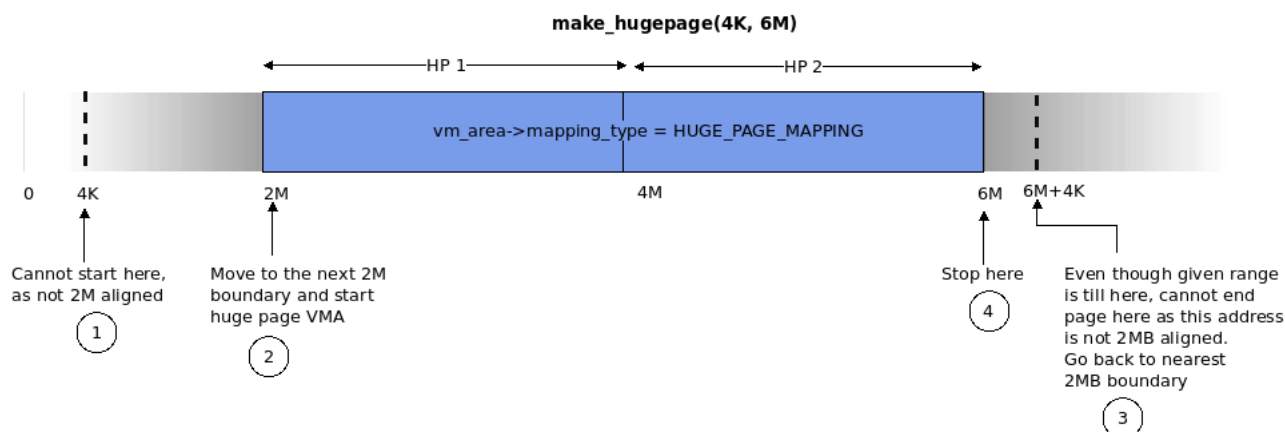 make_hugepage(4K, 6M)
HP 1
HP 2
vm_area->mapping_type = HUGE_PAGE_MAPPING
0
4K
2M
4M
6M
6M+4K
Cannot start here,
as not 2M aligned
1
Move to the next 2M
boundary and start
huge page VMA
2
Stop here
4
Even though given range
is till here, cannot end
page here as this address
is not 2MB aligned.
Go back to nearest
2MB boundary
3